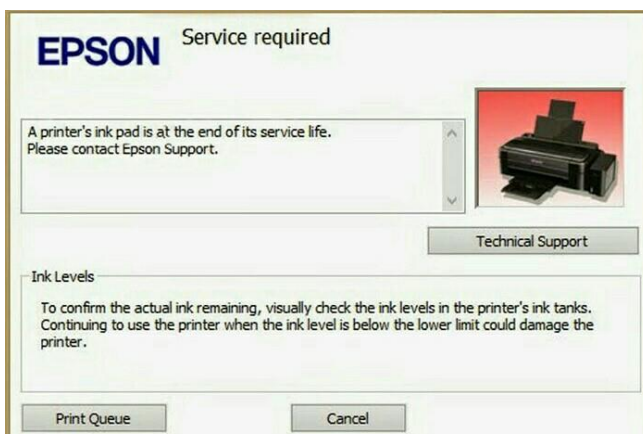 EPSON
Service required
A printer's ink pad is at the end of its service life.
Please contact Epson Support.
Technical Support
Ink Levels
To confirm the actual ink remaining, visually check the ink levels in the printer's ink tanks.
Continuing to use the printer when the ink level is below the lower limit could damage the
printer.
Print Queue
Cancel